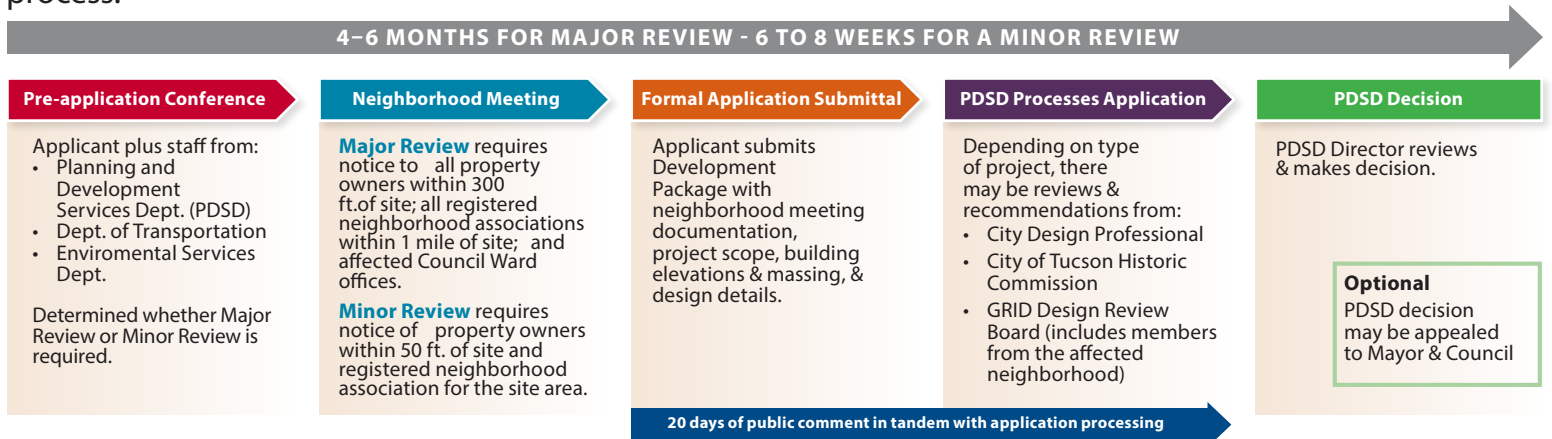 process.
4–6 MONTHS FOR MAJOR REVIEW - 6 TO 8 WEEKS FOR A MINOR REVIEW
Pre-application Conference
Applicant plus staff from:
• Planning and
Development
Services Dept. (PDSD)
• Dept. of Transportation
• Enviromental Services
Dept.
Determined whether Major
Review or Minor Review is
required.
Neighborhood Meeting
Major Review requires
notice to all property
owners within 300
ft.of site; all registered
neighborhood associations
within 1 mile of site; and
affected Council Ward
offices.
Minor Review requires
notice of property owners
within 50 ft. of site and
registered neighborhood
association for the site area.
Formal Application Submittal
Applicant submits
Development
Package with
neighborhood meeting
documentation,
project scope, building
elevations & massing, &
design details.
PDSD Processes Application
Depending on type
of project, there
may be reviews &
recommendations from:
• City Design Professional
• City of Tucson Historic
Commission
• GRID Design Review
Board (includes members
from the affected
neighborhood)
20 days of public comment in tandem with application processing
PDSD Decision
PDSD Director reviews
& makes decision.
Optional
PDSD decision
may be appealed
to Mayor & Council